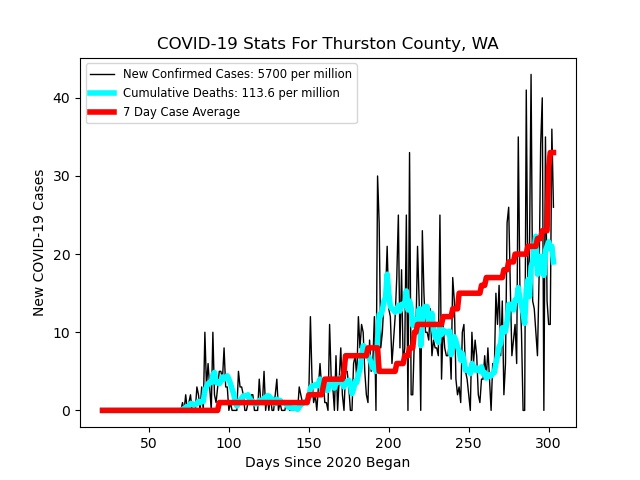 COVID-19 Stats For Thurston County, WA
New Confirmed Cases: 5700 per million
Cumulative Deaths: 113.6 per million
7 Day Case Average
New COVID-19 Cases
40
30
20
10
0
50 100 150 200 250 300
Days Since 2020 Began